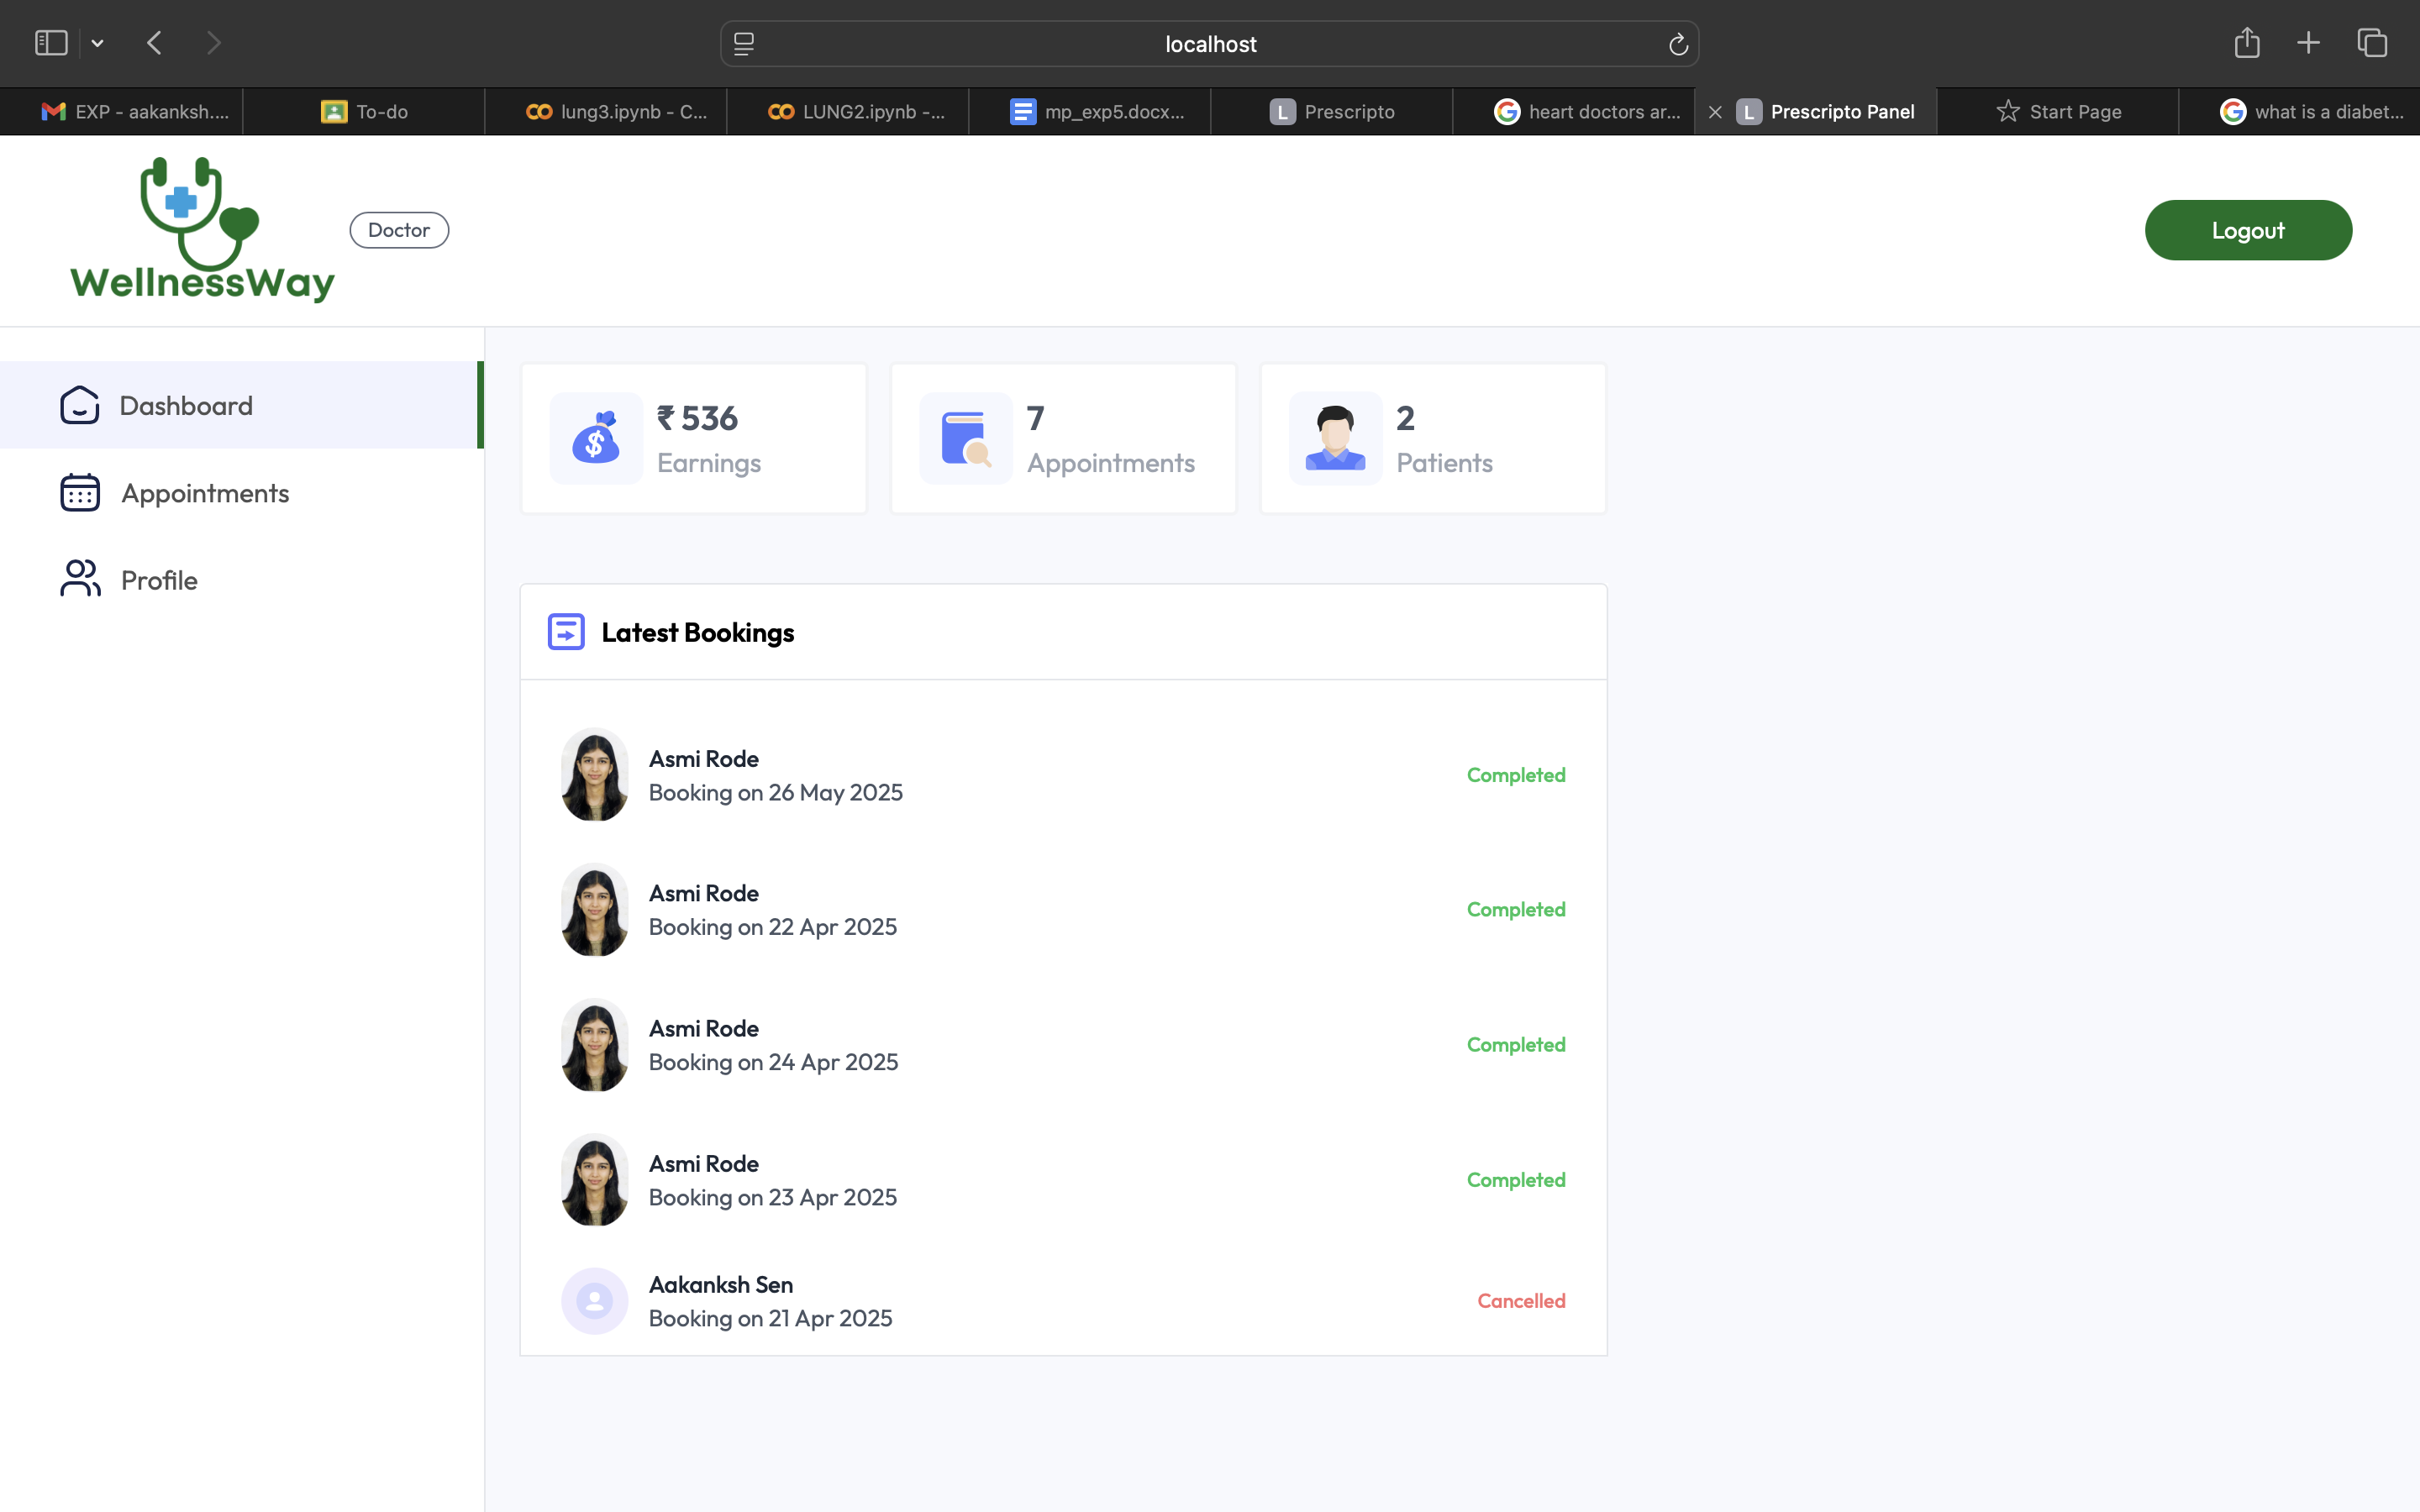 localhost
EXP - aakanksh....
To-do
lung3.ipynb - C...
LUNG2.ipynb -...
mp_exp5.docx...
L Prescripto
heart doctors ar...
L Prescripto Panel
Start Page
what is a diabet...
WellnessWay
Doctor
Logout
Dashboard
Appointments
Profile
₹ 536
Earnings
7
Appointments
2
Patients
Latest Bookings
Asmi Rode
Booking on 26 May 2025
Completed
Asmi Rode
Booking on 22 Apr 2025
Completed
Asmi Rode
Booking on 24 Apr 2025
Completed
Asmi Rode
Booking on 23 Apr 2025
Completed
Aakanksh Sen
Booking on 21 Apr 2025
Cancelled